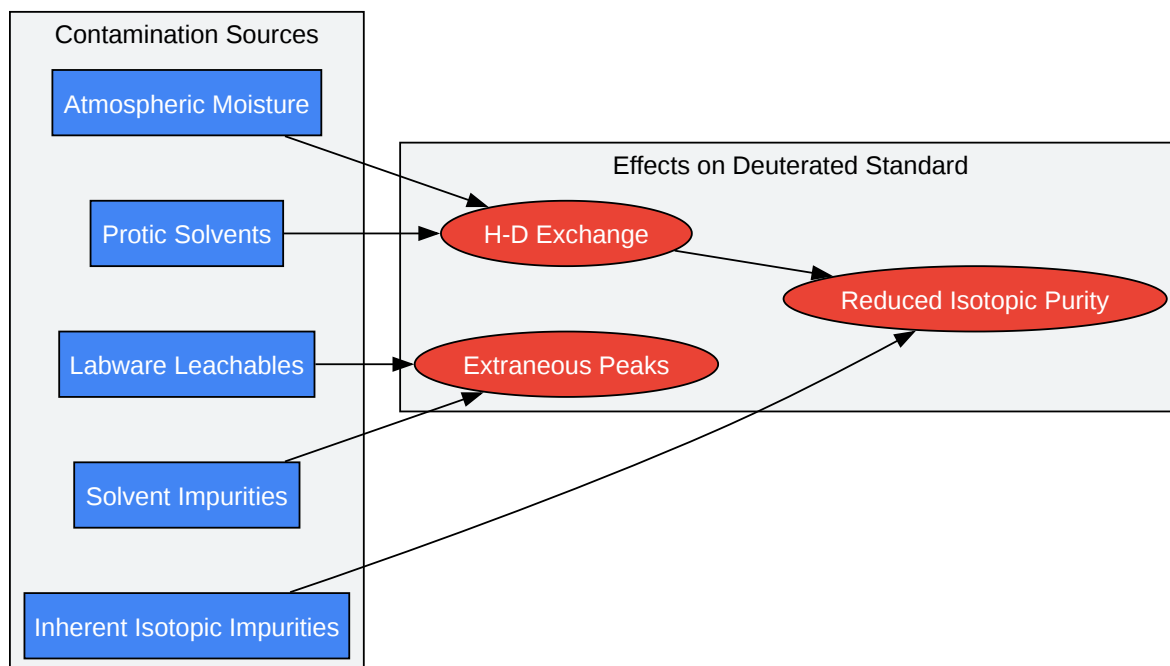 Contamination Sources
Atmospheric Moisture
Protic Solvents
Labware Leachables
Solvent Impurities
Inherent Isotopic Impurities
Effects on Deuterated Standard
H-D Exchange
Extraneous Peaks
Reduced Isotopic Purity